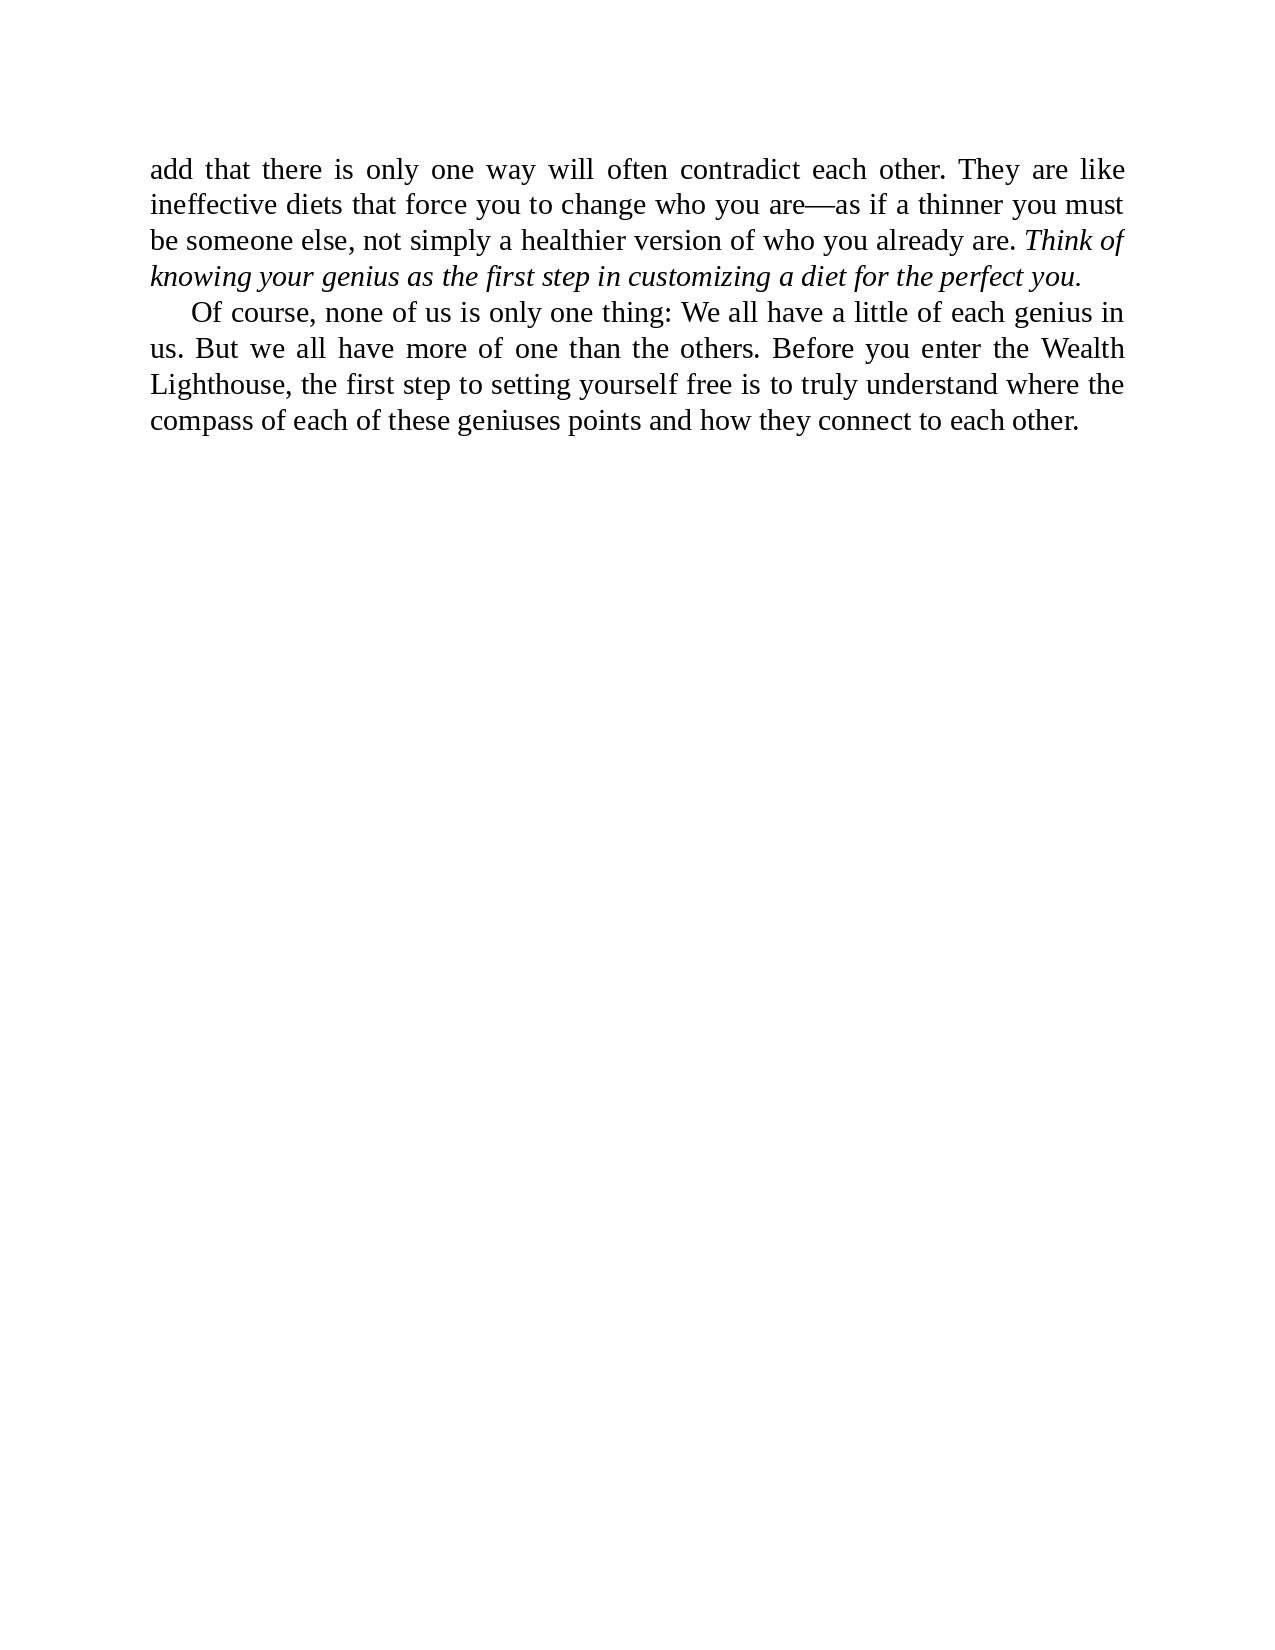 add that there is only one way will often contradict each other. They are like
ineffective diets that force you to change who you are—as if a thinner you must
be someone else, not simply a healthier version of who you already are. Think of
knowing your genius as the first step in customizing a diet for the perfect you.
Of course, none of us is only one thing: We all have a little of each genius in
us. But we all have more of one than the others. Before you enter the Wealth
Lighthouse, the first step to setting yourself free is to truly understand where the
compass of each of these geniuses points and how they connect to each other.